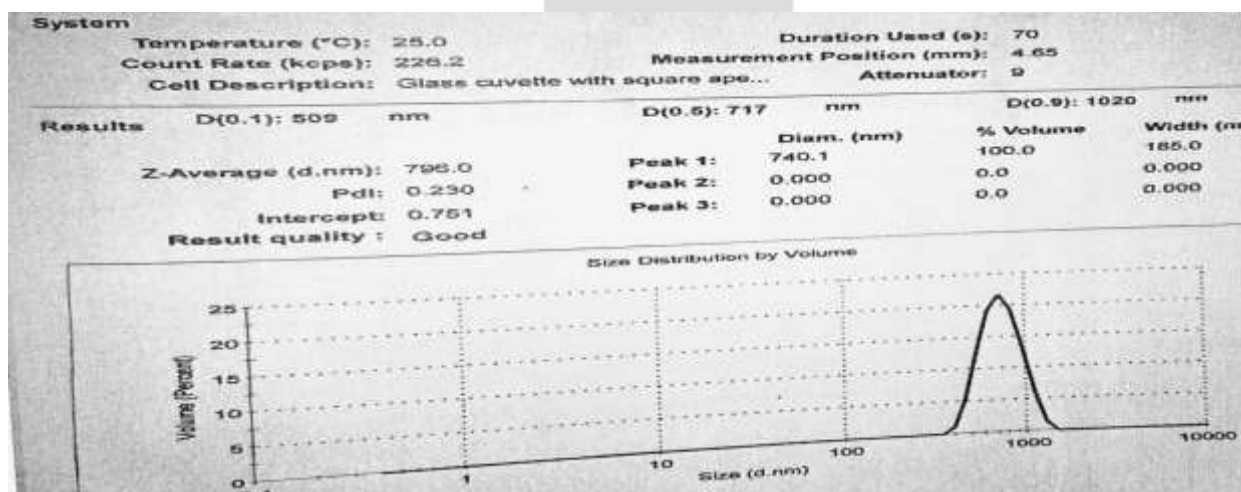 System
Temperature (°C): 25.0
Duration Used (s): 70
Count Rate (kcps): 226.2
Measurement Position (mm): 4.65
Cell Description: Glass cuvette with square ape...
Attenuator: 9
Results
D(0.1): 509 nm
D(0.5): 717 nm
D(0.9): 1020 nm
Diam. (nm) % Volume Width (n
Z-Average (d.nm): 796.0
Peak 1: 740.1 100.0 185.0
PdI: 0.230
Peak 2: 0.000 0.0 0.000
Intercept: 0.751
Peak 3: 0.000 0.0 0.000
Result quality : Good
Size Distribution by Volume
Volume (Percent)
25
20
15
10
5
0
1 10 100 1000 10000
Size (d.nm)